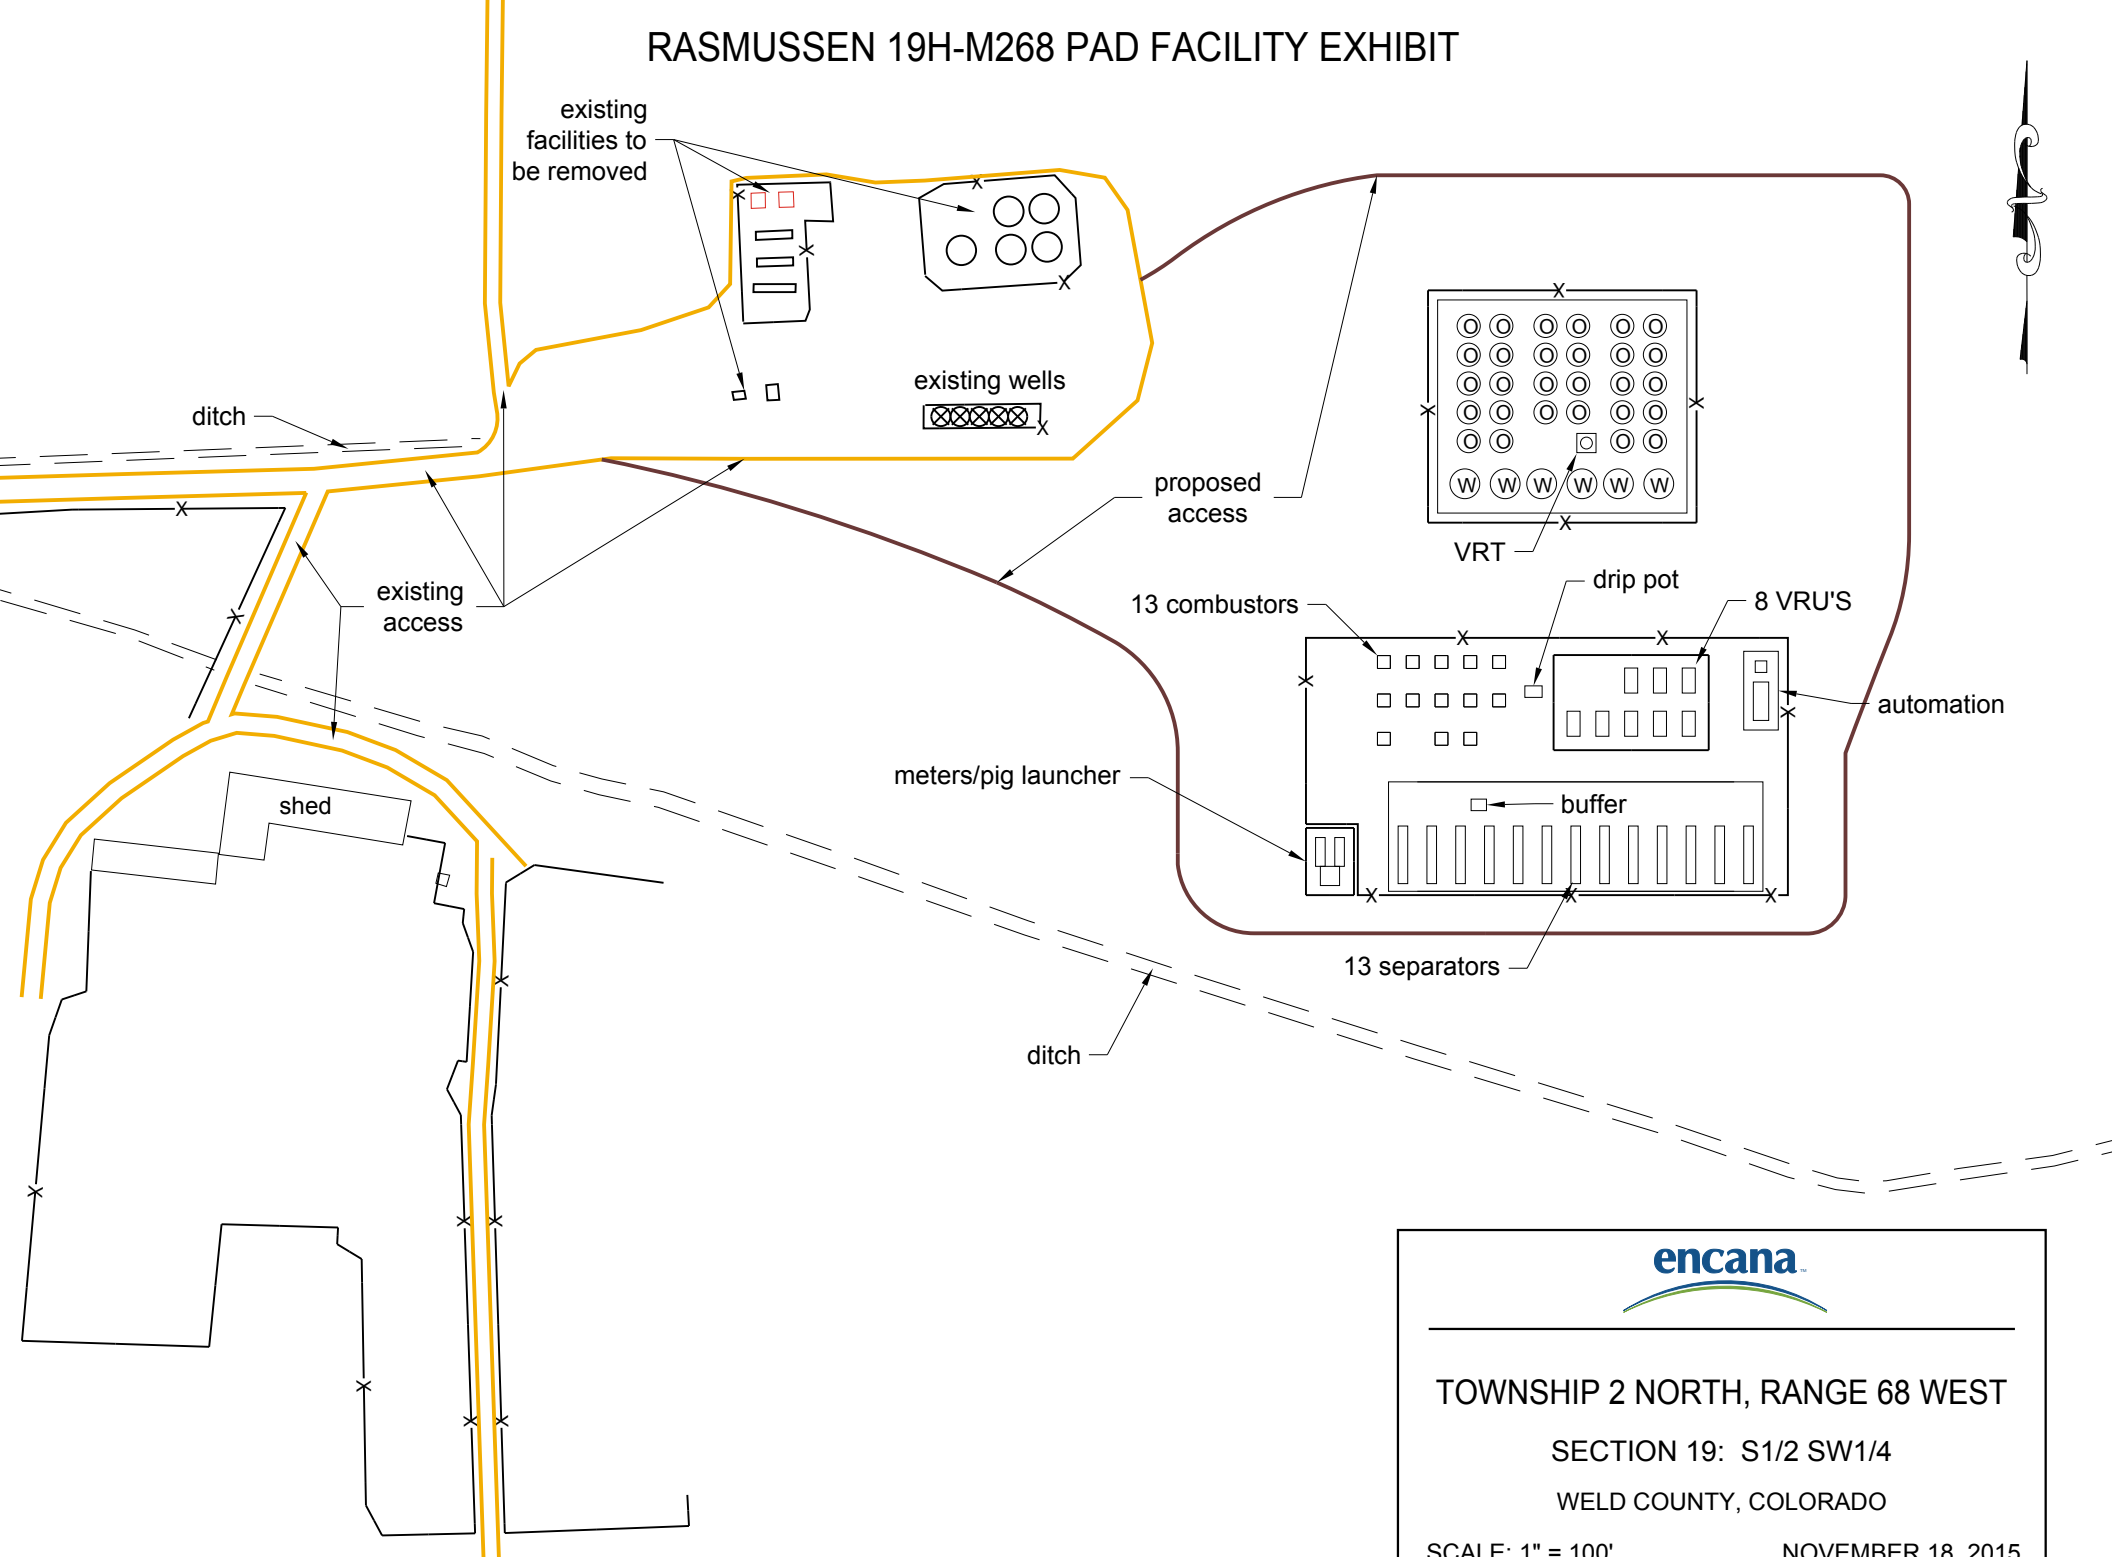 RASMUSSEN 19H-M268 PAD FACILITY EXHIBIT
existing
facilities to
be removed
existing wells
ditch
proposed
access
existing
access
O O O O O O
O O O O O O
O O O O O O
O O O O O O
O O O O
W W W W W W
VRT
drip pot
13 combustors
8 VRU'S
automation
meters/pig launcher
buffer
shed
13 separators
ditch
encana™
TOWNSHIP 2 NORTH, RANGE 68 WEST
SECTION 19: S1/2 SW1/4
WELD COUNTY, COLORADO
SCALE: 1" = 100' NOVEMBER 18, 2015